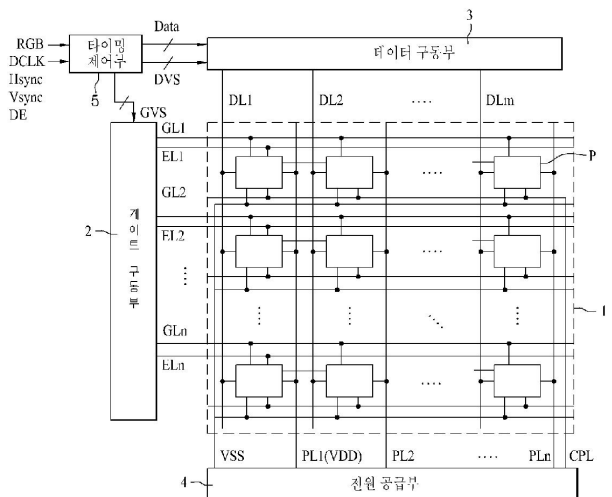 3
Data
RGB
DCLK
Hsync
Vsync
DE
타이밍
제어부
5
DVS
GVS
데이터 구동부
DL1 DL2 ···· DLm
GL1
EL1
GL2
EL2
GLn
ELn
P
2
게이트 구동부
1
VSS PL1(VDD) PL2 ···· PLn CPL
4
전원 공급부